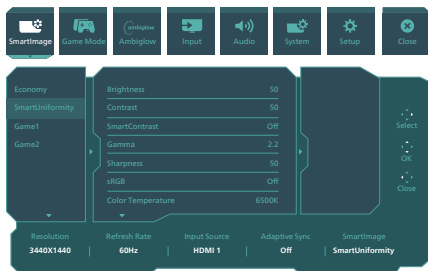 SmartImage
Game Mode
ambiglow
Ambiglow
Input
Audio
System
Setup
Close
Economy
SmartUniformity
Game1
Game2
Brightness 50
Contrast 50
SmartContrast Off
Gamma 2.2
Sharpness 50
sRGB Off
Color Temperature 6500K
Select
OK
Close
Resolution Refresh Rate Input Source Adaptive Sync SmartImage
3440X1440 60Hz HDMI 1 Off SmartUniformity